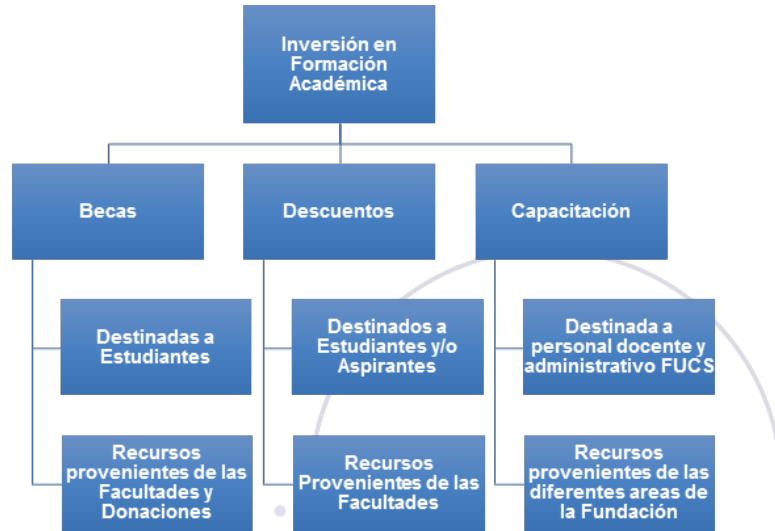 Inversión en
Formación
Académica
Becas
Descuentos
Capacitación
Destinadas a
Estudiantes
Destinados a
Estudiantes y/o
Aspirantes
Destinada a
personal docente y
administrativo FUCS
Recursos
provenientes de las
Facultades y
Donaciones
Recursos
Provenientes de las
Facultades
Recursos
provenientes de las
diferentes areas de
la Fundación